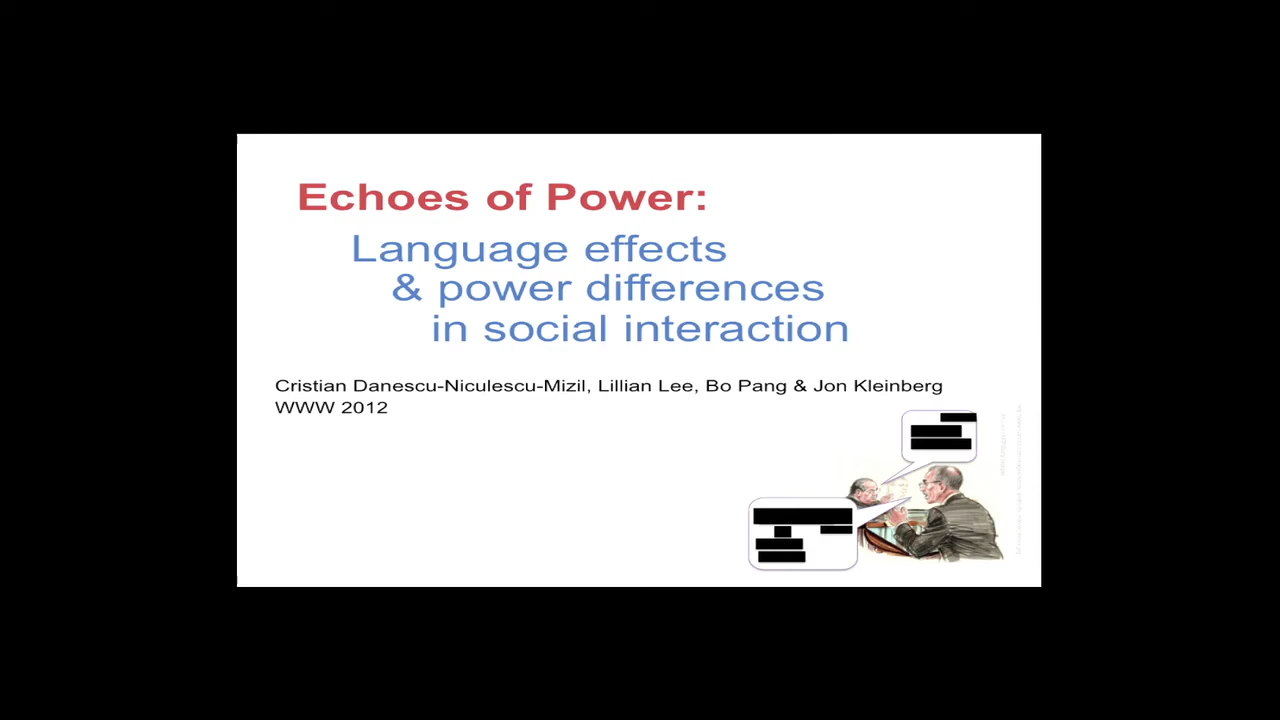 Echoes of Power:
Language effects
& power differences
in social interaction
Cristian Danescu-Niculescu-Mizil, Lillian Lee, Bo Pang & Jon Kleinberg
WWW 2012